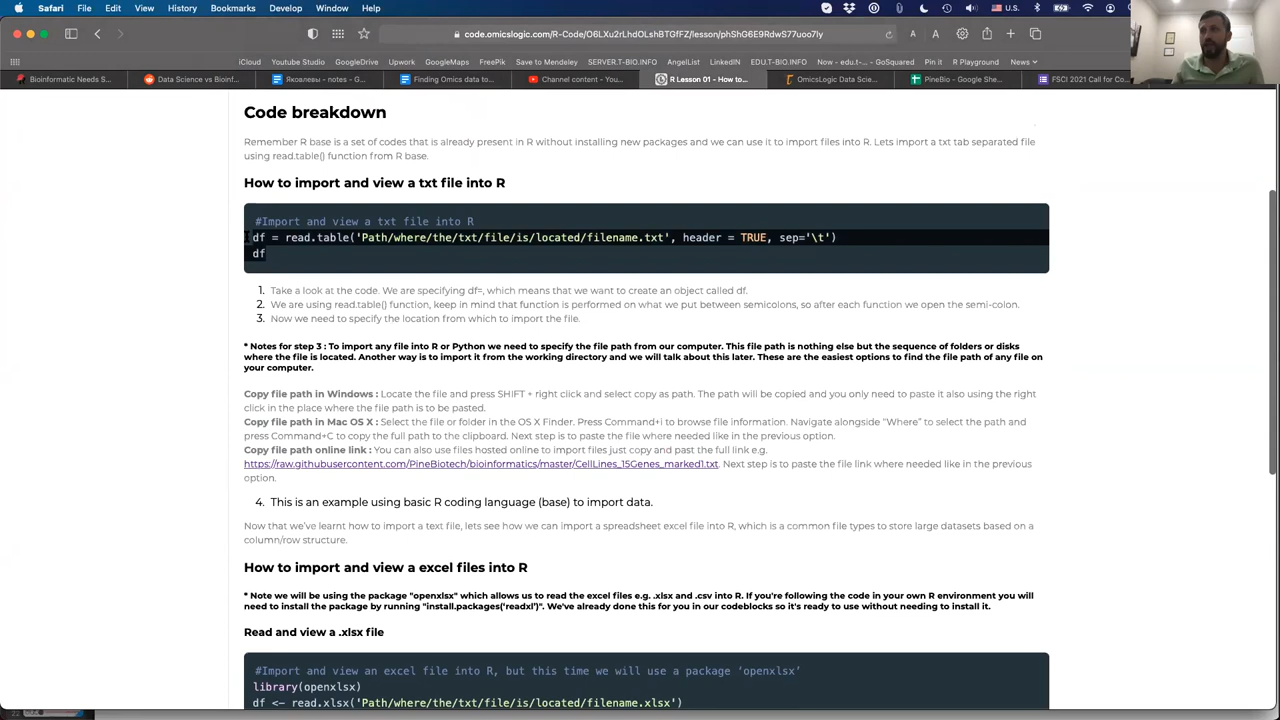 Safari File Edit View History Bookmarks Develop Window Help U.S.
code.omicslogic.com/R-Code/O6LXu2rLhdOLshBTGfFZ/lesson/phShG6E9RdwS77uoo7ly
iCloud Youtube Studio GoogleDrive Lumpark GoogleMaps FreePik Save to Mendeley SERVER.T-BIO.INFO AngelList LinkedIN EDU.T-BIO.INFO Now - edu.t-... - GoSquared Pin it R Playground News
Bioinformatic Needs S... Data Science vs Bioinf... Яковлевы - notes - G... Finding Omics data to... Channel content - You... R Lesson 01 - How to... OmicsLogic Data Scie... PineBio - Google She... FSCI 2021 Call for Co...
Code breakdown
Remember R base is a set of codes that is already present in R without installing new packages and we can use it to import files into R. Lets import a txt tab separated file
using read.table() function from R base.
How to import and view a txt file into R
#Import and view a txt file into R
df = read.table('Path/where/the/txt/file/is/located/filename.txt', header = TRUE, sep='\t')
df
1. Take a look at the code. We are specifying df=, which means that we want to create an object called df.
2. We are using read.table() function, keep in mind that function is performed on what we put between semicolons, so after each function we open the semi-colon.
3. Now we need to specify the location from which to import the file.
* Notes for step 3 : To import any file into R or Python we need to specify the file path from our computer. This file path is nothing else but the sequence of folders or disks
where the file is located. Another way is to import it from the working directory and we will talk about this later. These are the easiest options to find the file path of any file on
your computer.
Copy file path in Windows : Locate the file and press SHIFT + right click and select copy as path. The path will be copied and you only need to paste it also using the right
click in the place where the file path is to be pasted.
Copy file path in Mac OS X : Select the file or folder in the OS X Finder. Press Command+i to browse file information. Navigate alongside “Where” to select the path and
press Command+C to copy the full path to the clipboard. Next step is to paste the file where needed like in the previous option.
Copy file path online link : You can also use files hosted online to import files just copy and past the full link e.g.
https://raw.githubusercontent.com/PineBiotech/bioinformatics/master/CellLines_15Genes_marked1.txt. Next step is to paste the file link where needed like in the previous
option.
4. This is an example using basic R coding language (base) to import data.
Now that we’ve learnt how to import a text file, lets see how we can import a spreadsheet excel file into R, which is a common file types to store large datasets based on a
column/row structure.
How to import and view a excel files into R
* Note we will be using the package "openxlsx" which allows us to read the excel files e.g. .xlsx and .csv into R. If you're following the code in your own R environment you will
need to install the package by running "install.packages(‘readxl’)". We've already done this for you in our codeblocks so it's ready to use without needing to install it.
Read and view a .xlsx file
#Import and view an excel file into R, but this time we will use a package ‘openxlsx’
library(openxlsx)
df <- read.xlsx('Path/where/the/txt/file/is/located/filename.xlsx')